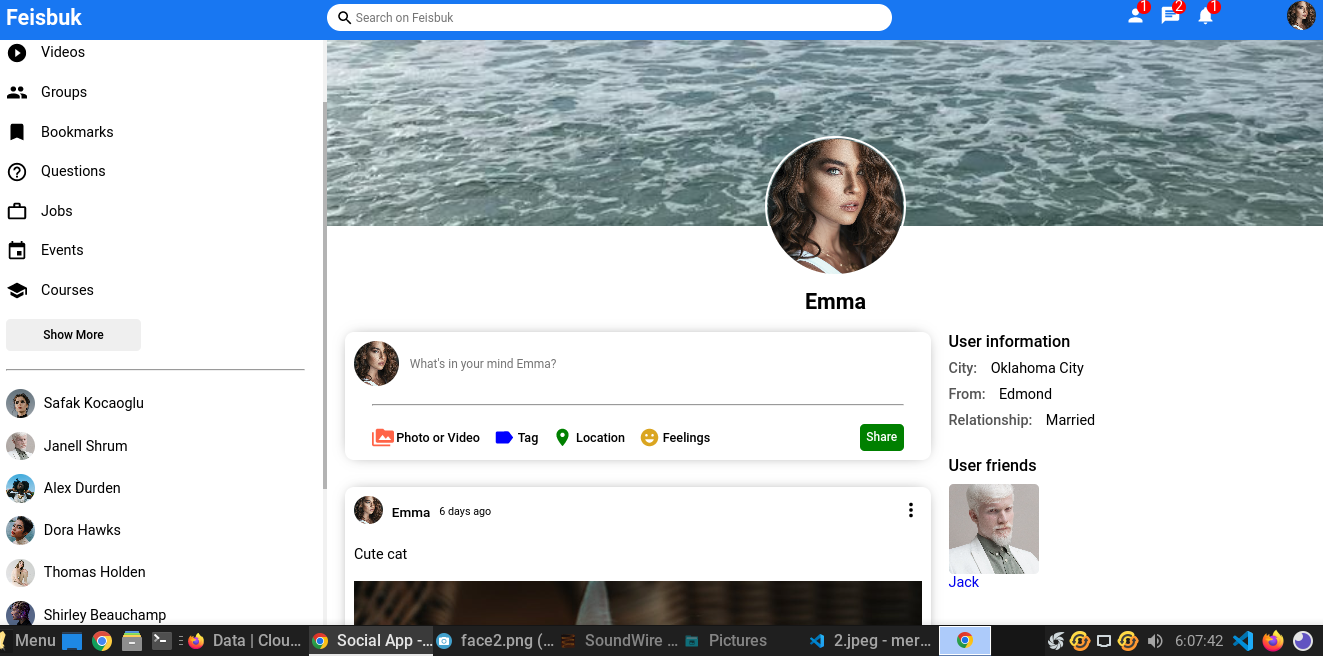 Feisbuk
Search on Feisbuk
1
2
1
Videos
Groups
Bookmarks
Questions
Jobs
Events
Courses
Show More
Safak Kocaoglu
Janell Shrum
Alex Durden
Dora Hawks
Thomas Holden
Shirley Beauchamp
Emma
What's in your mind Emma?
Photo or Video Tag Location Feelings Share
Emma 6 days ago
Cute cat
User information
City: Oklahoma City
From: Edmond
Relationship: Married
User friends
Jack
Menu Data | Clou... Social App -... face2.png (... SoundWire ... Pictures 2.jpeg - mer... 6:07:42